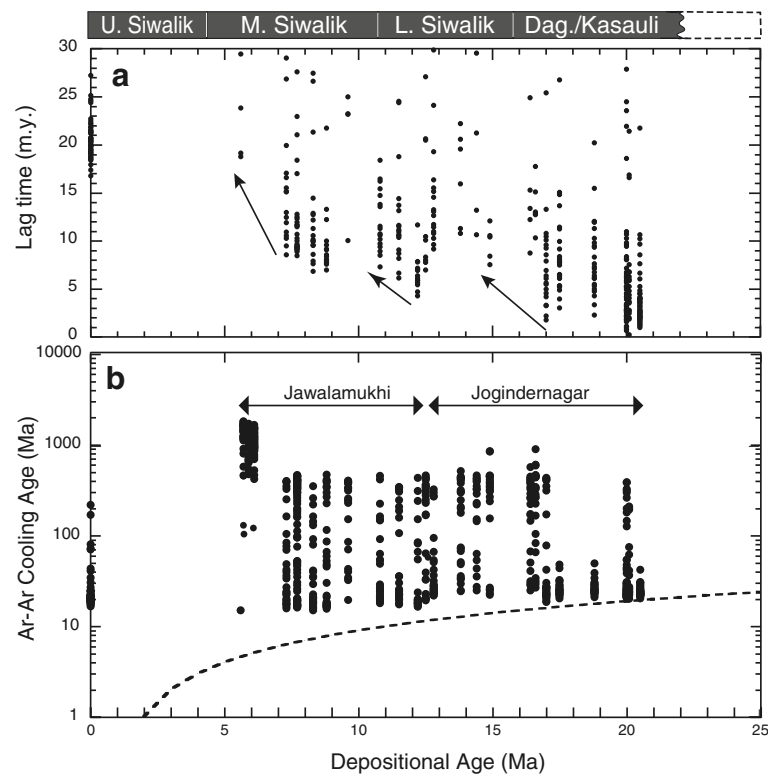 U. Siwalik M. Siwalik L. Siwalik Dag./Kasauli
a
30
25
20
15
10
5
0
Lag time (m.y.)
b
10000
1000
100
10
1
Ar-Ar Cooling Age (Ma)
Jawalamukhi Jogindernagar
0 5 10 15 20 25
Depositional Age (Ma)